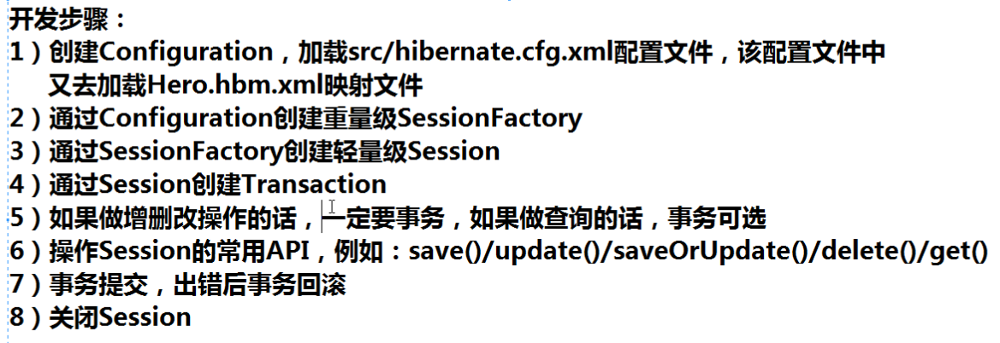 开发步骤：
1）创建Configuration，加载src/hibernate.cfg.xml配置文件，该配置文件中
又去加载Hero.hbm.xml映射文件
2）通过Configuration创建重量级SessionFactory
3）通过SessionFactory创建轻量级Session
4）通过Session创建Transaction
5）如果做增删改操作的话，一定要事务，如果做查询的话，事务可选
6）操作Session的常用API，例如：save()/update()/saveOrUpdate()/delete()/get()
7）事务提交，出错后事务回滚
8）关闭Session